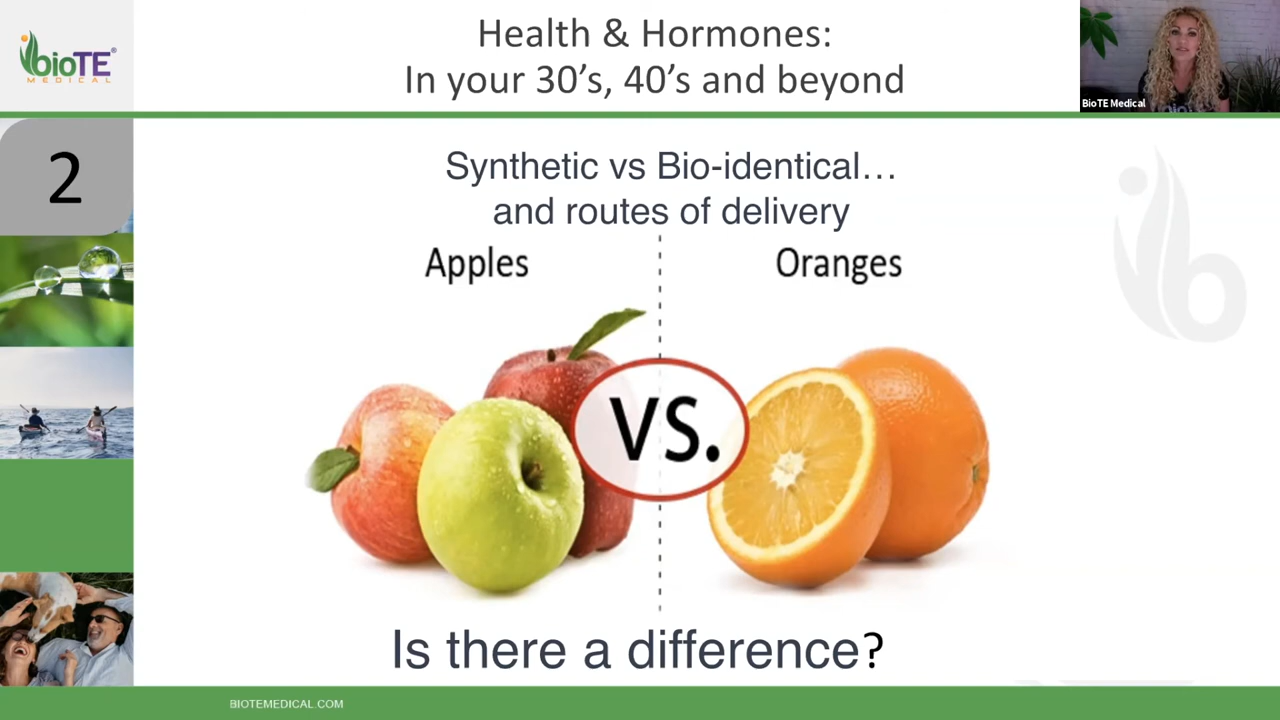 bioTE®
MEDICAL
Health & Hormones:
In your 30’s, 40’s and beyond
BioTE Medical
2
Synthetic vs Bio-identical…
and routes of delivery
Apples
Oranges
VS.
Is there a difference?
BIOTEMEDICAL.COM